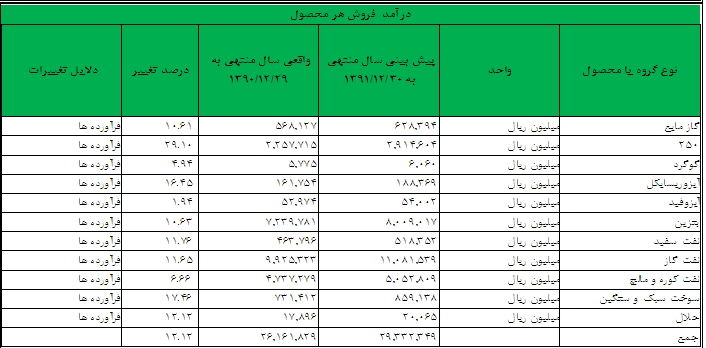 درآمد فروش هر محصول
نوع گروه یا محصول واحد پیش بینی سال منتهی به ۱۳۹۱/۱۲/۳۰ واقعی سال منتهی به ۱۳۹۰/۱۲/۲۹ درصد تغییر دلایل تغییرات
گاز مایع میلیون ریال ۶۲۸,۳۹۴ ۵۶۸,۱۲۷ ۱۰.۶۱ فرآورده ها
۲۵۰ میلیون ریال ۲,۹۱۴,۶۰۴ ۲,۲۵۷,۷۱۵ ۲۹.۱۰ فرآورده ها
گوگرد میلیون ریال ۶,۰۶۰ ۵,۷۷۵ ۴.۹۴ فرآورده ها
آیزوریسایکل میلیون ریال ۱۸۸,۳۶۹ ۱۶۱,۷۵۴ ۱۶.۴۵ فرآورده ها
آیزوفید میلیون ریال ۵۴,۰۰۲ ۵۲,۹۷۴ ۱.۹۴ فرآورده ها
بنزین میلیون ریال ۸,۰۰۹,۰۱۷ ۷,۲۳۹,۷۸۱ ۱۰.۶۳ فرآورده ها
نفت سفید میلیون ریال ۵۱۸,۳۵۲ ۴۶۳,۷۹۶ ۱۱.۷۶ فرآورده ها
نفت گاز میلیون ریال ۱۱,۰۸۱,۵۳۹ ۹,۹۲۵,۳۲۳ ۱۱.۶۵ فرآورده ها
نفت کوره و مالچ میلیون ریال ۵,۰۵۲,۸۰۹ ۴,۷۳۷,۲۷۹ ۶.۶۶ فرآورده ها
سوخت سبک و سنگین میلیون ریال ۸۵۹,۱۳۸ ۷۳۱,۴۱۲ ۱۷.۴۶ فرآورده ها
حلال میلیون ریال ۲۰,۰۶۵ ۱۷,۸۹۶ ۱۲.۱۲ فرآورده ها
جمع ۲۹,۳۳۲,۳۴۹ ۲۶,۱۶۱,۸۲۹ ۱۲.۱۲